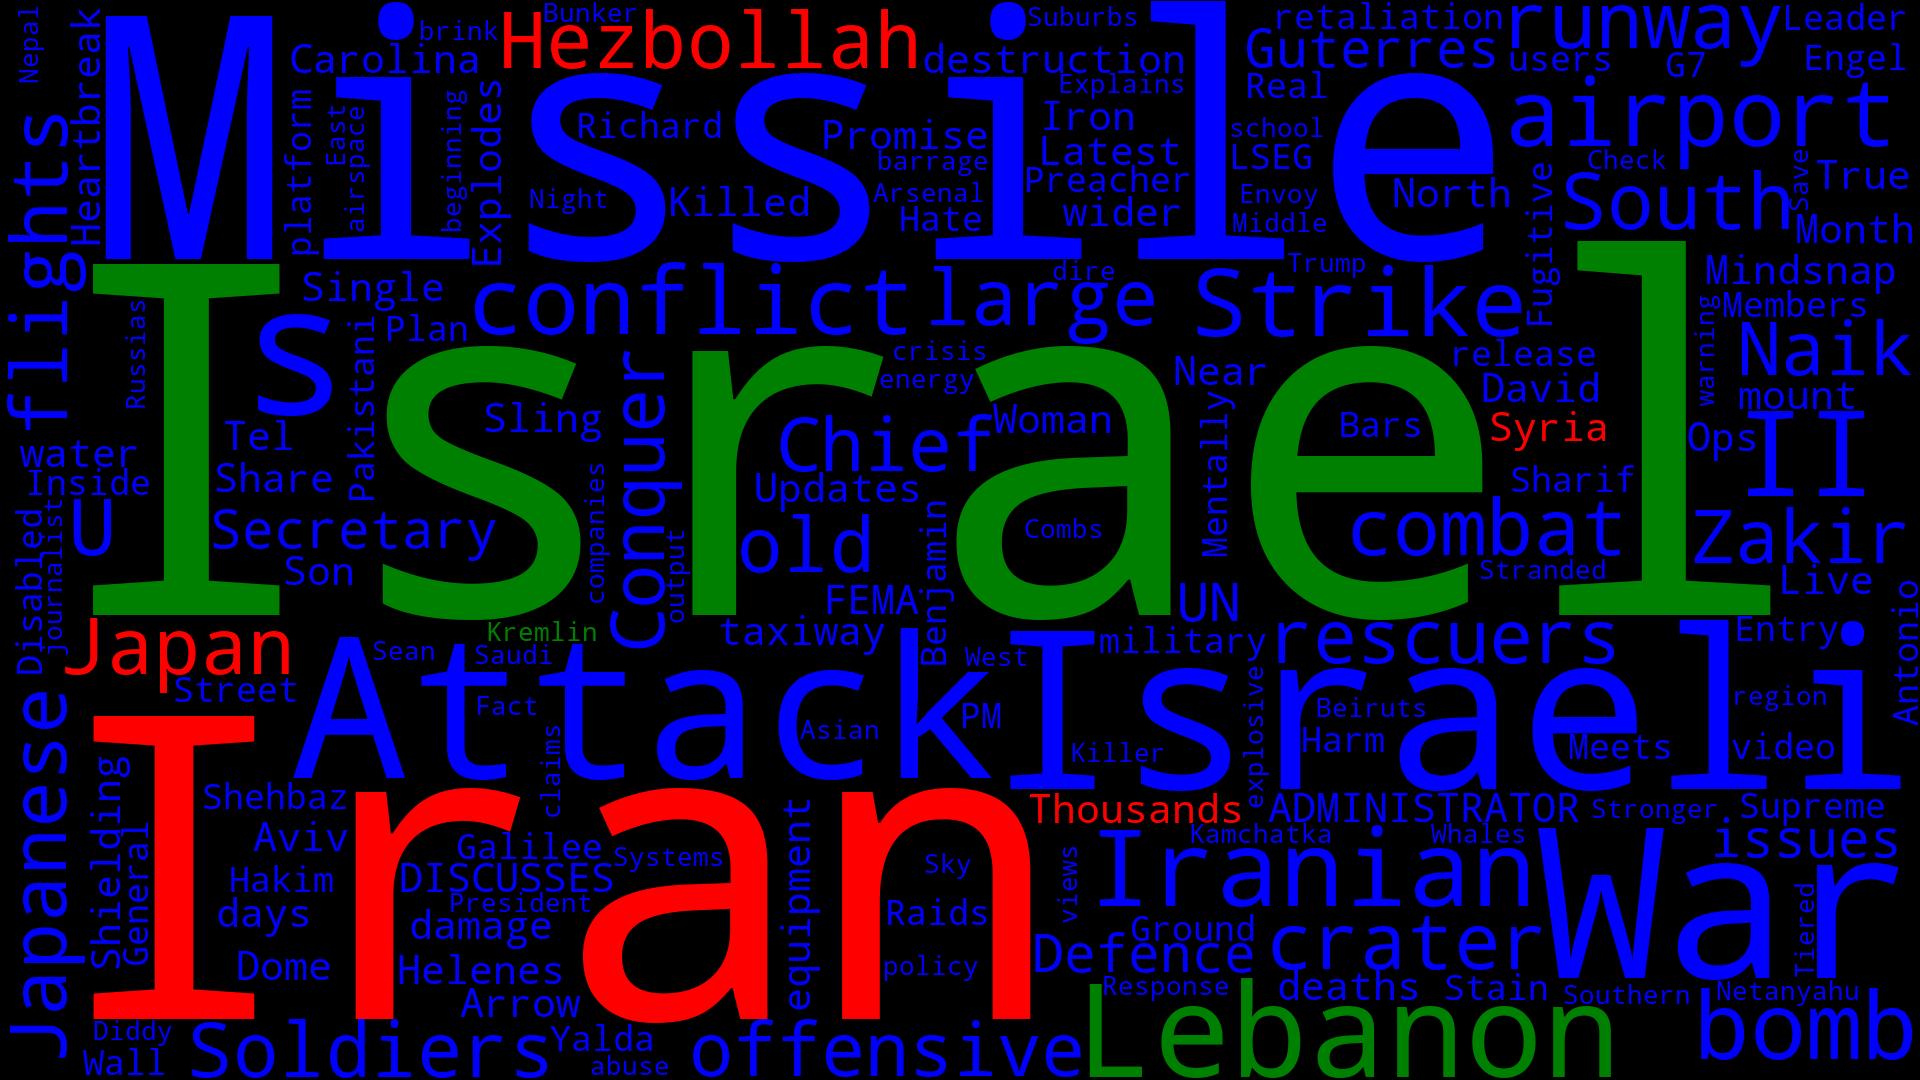 Nepal
Heartbreak
Missile
brink
Bunker
Hezbollah
Suburbs
retaliation
runway
Leader
Carolina
destruction
Guterres
users
G7
Engel
Explains
Real
airport
platform
East
airspace
beginning
Explodes
Richard
Promise
Iron
school
barrage
Latest
LSEG
Check
Save
True
Night
Killed
Arsenal
Preacher
Envoy
North
Fugitive
South
Hate
wider
Middle
Month
flights
Israel
s
Single
conflict
large
dire
Strike
Trump
Mindsnap
Members
Russias
Plan
Pakistani
crisis
energy
Near
release
warning
Naik
David
mount
Conquer
Sling
Chief
Woman
Mentally
Bars
Syria
Ops
II
Tel
water
Inside
Share
companies
Updates
Sharif
U
Secretary
old
Benjamin
Combs
combat
Zakir
Disabled
Journalist
Son
output
FEMA
UN
Stranded
Live
Antonio
Japan
Kremlin
taxiway
military
rescuers
Entry
Street
Sean
Saudi
Attack
West
Israeli
Japanese
Fact
claims
Asian
PM
Killer
explosive
Beiruts
Harm
Meets
region
video
Iran
Shielding
General
Shehbaz
equipment
Thousands
ADMINISTRATOR
Stronger
Supreme
Aviv
Galilee
Systems
Sky
views
Kamchatka
Whales
Iranian
War
issues
Hakim
DISCUSSES
President
days
damage
Raids
Ground
Defence
crater
Tiered
Dome
Helenes
policy
Response
deaths
Stain
Southern
Netanyahu
Arrow
Lebanon
Diddy
Wall
Soldiers
Yalda
abuse
offensive
bomb